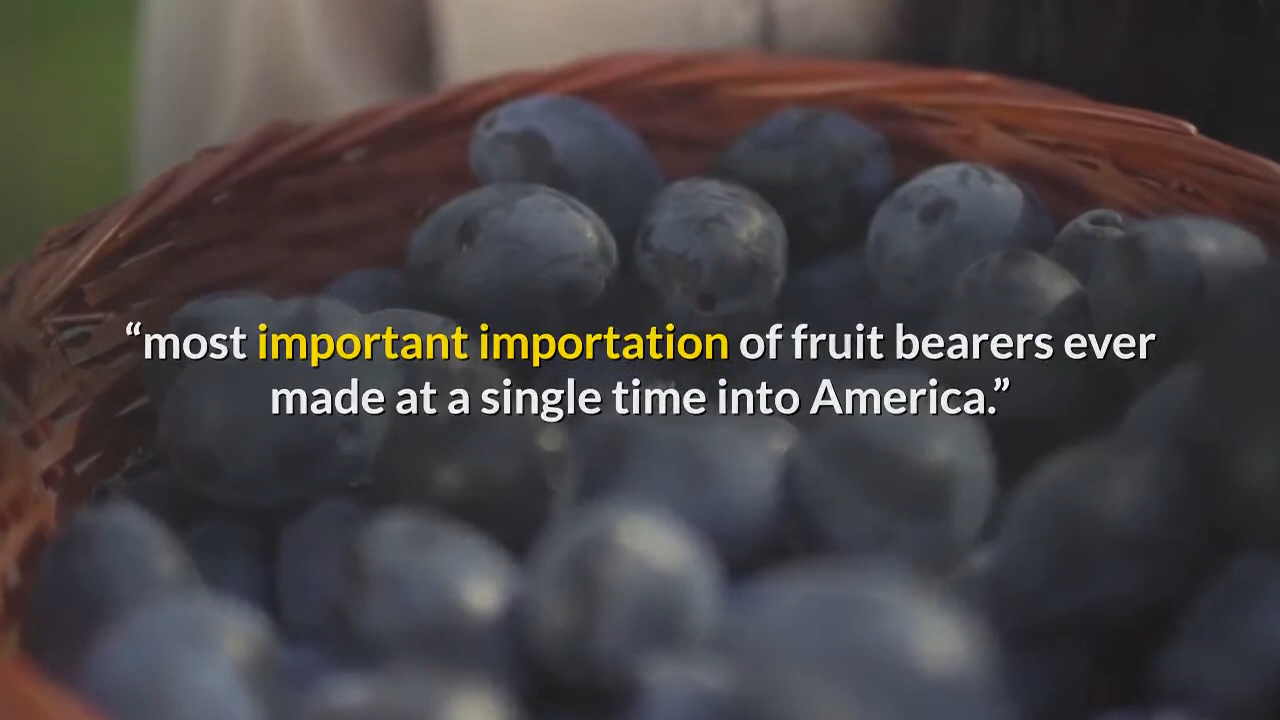 “most important importation of fruit bearers ever
made at a single time into America.”